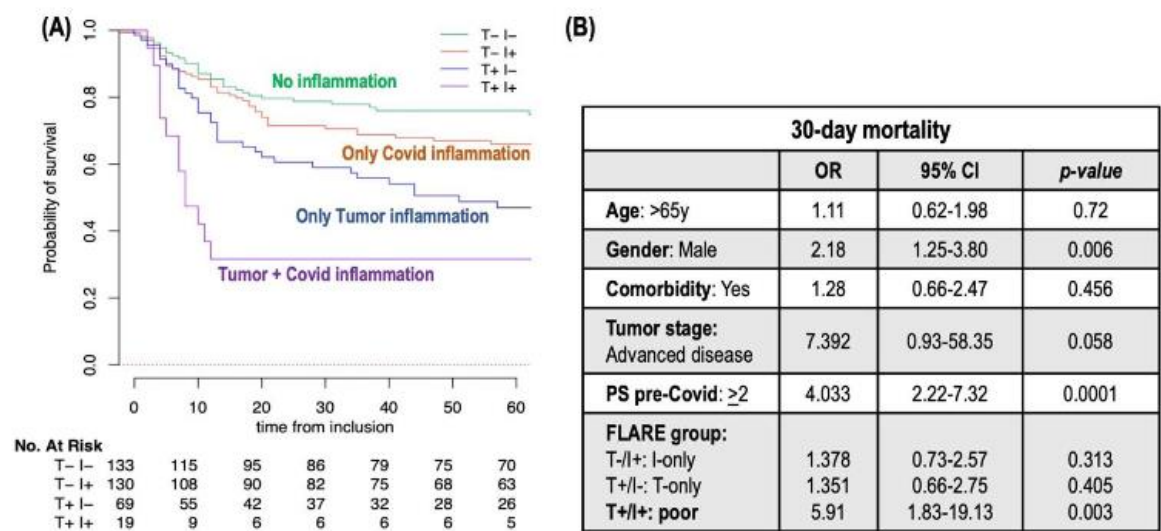 (A)
1.0
0.8
0.6
0.4
0.2
0.0
Probability of survival
T− I−
T− I+
T+ I−
T+ I+
No inflammation
Only Covid inflammation
Only Tumor inflammation
Tumor + Covid inflammation
0 10 20 30 40 50 60
time from inclusion
No. At Risk
T− I− 133 115 95 86 79 75 70
T− I+ 130 108 90 82 75 68 63
T+ I− 69 55 42 37 32 28 26
T+ I+ 19 9 6 6 6 6 5
(B)
30-day mortality
OR 95% CI p-value
Age: >65y 1.11 0.62-1.98 0.72
Gender: Male 2.18 1.25-3.80 0.006
Comorbidity: Yes 1.28 0.66-2.47 0.456
Tumor stage:
Advanced disease 7.392 0.93-58.35 0.058
PS pre-Covid: ≥2 4.033 2.22-7.32 0.0001
FLARE group:
T-/I+: I-only 1.378 0.73-2.57 0.313
T+/I-: T-only 1.351 0.66-2.75 0.405
T+/I+: poor 5.91 1.83-19.13 0.003